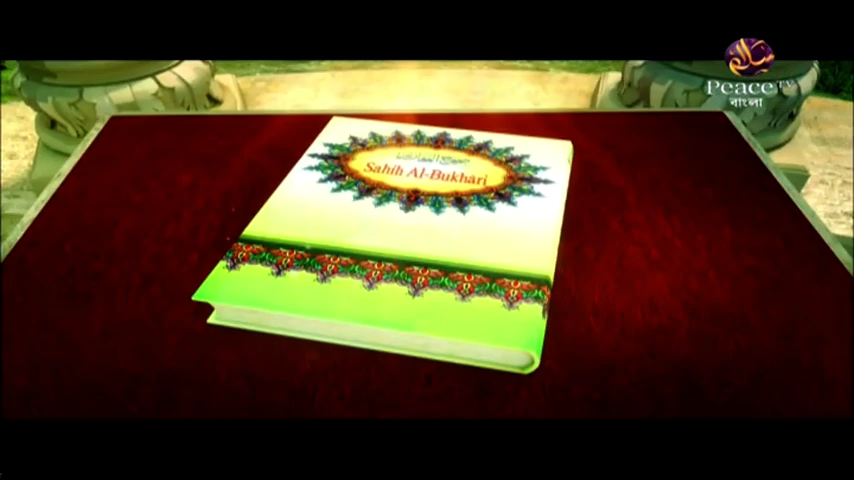 Peace TV
বাংলা
Sahih Al-Bukhari